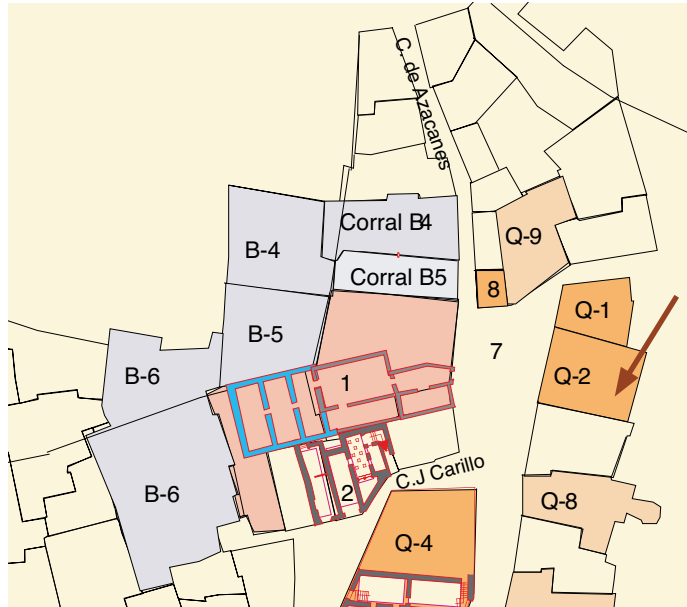 C. de Azacanes
Corral B4
B-4
Q-9
Corral B5
8
Q-1
B-5
7
B-6
1
Q-2
B-6
2
C.J Carillo
Q-8
Q-4